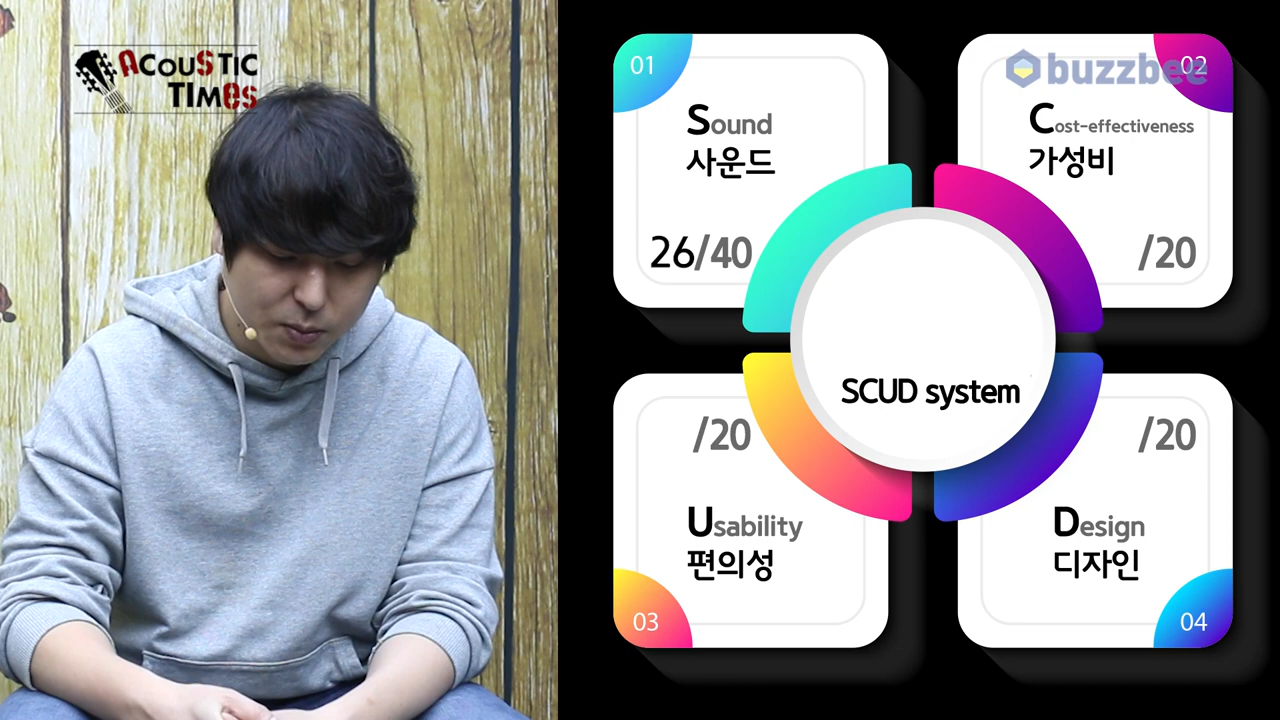 Acoustic
Times
01
Sound
사운드
26/40
buzzbee
02
Cost-effectiveness
가성비
/20
SCUD system
/20
Usability
편의성
03
/20
Design
디자인
04